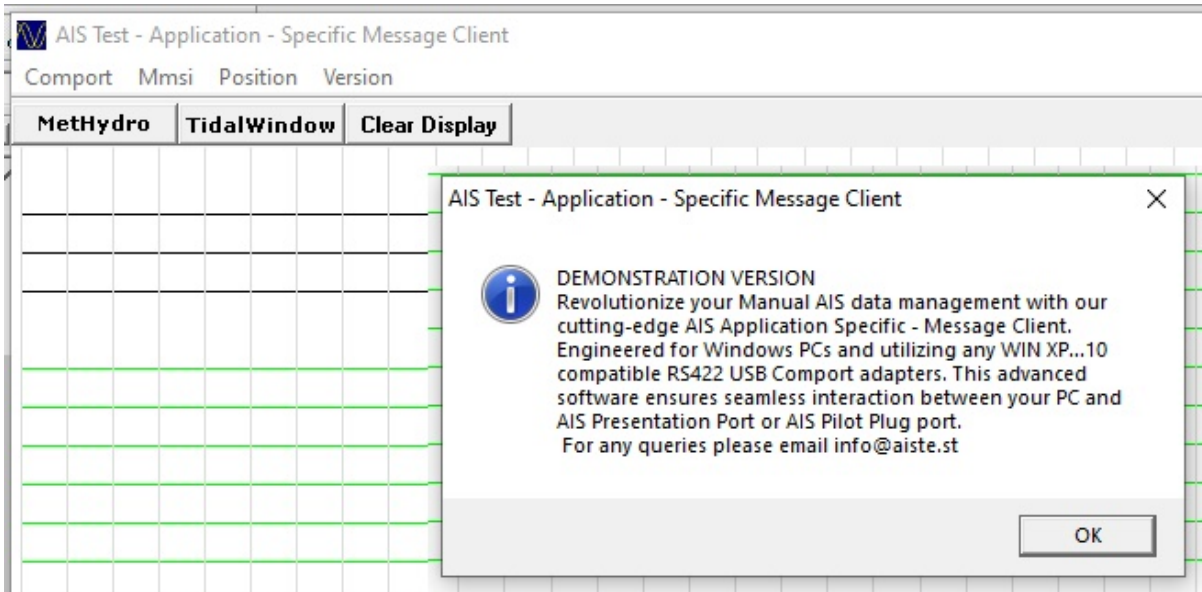 AIS Test - Application - Specific Message Client
Comport Mmsi Position Version
MetHydro TidalWindow Clear Display
AIS Test - Application - Specific Message Client
DEMONSTRATION VERSION
Revolutionize your Manual AIS data management with our
cutting-edge AIS Application Specific - Message Client.
Engineered for Windows PCs and utilizing any WIN XP...10
compatible RS422 USB Comport adapters. This advanced
software ensures seamless interaction between your PC and
AIS Presentation Port or AIS Pilot Plug port.
For any queries please email info@aiste.st
OK